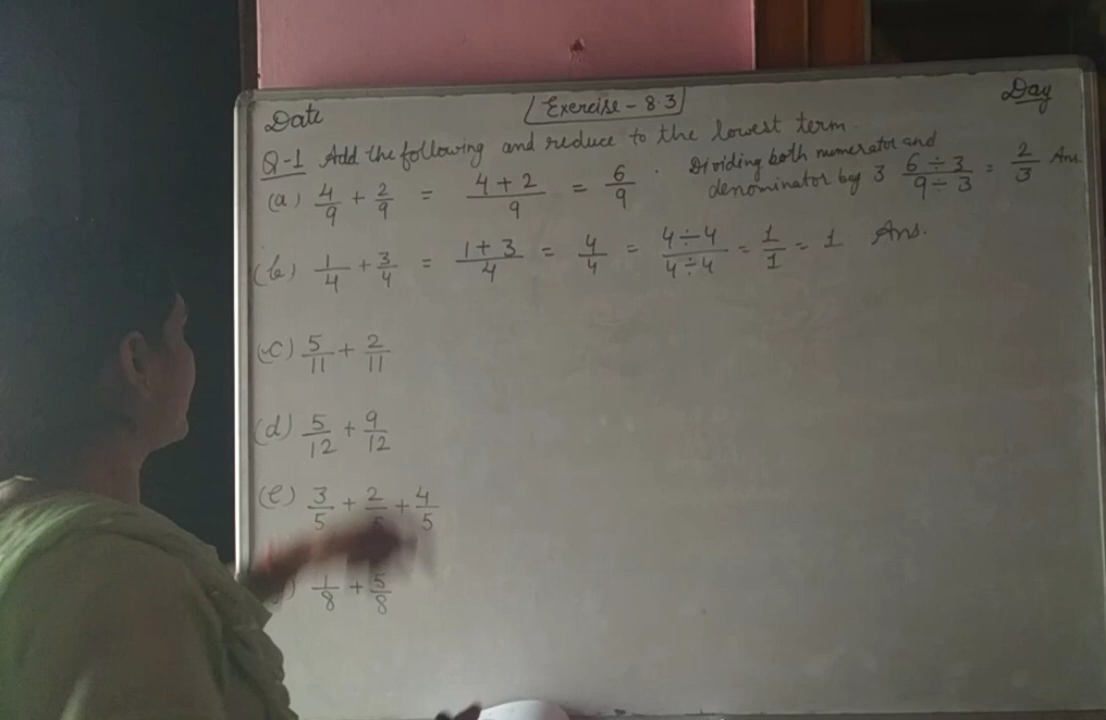 Date Exercise - 8.3 Day
Q-1 Add the following and reduce to the lowest term.
(a) 4/9 + 2/9 = 4+2/9 = 6/9 . Dividing both numerator and denominator by 3 6÷3/9÷3 = 2/3 Ans
(b) 1/4 + 3/4 = 1+3/4 = 4/4 = 4÷4/4÷4 = 1/1 = 1 Ans.
(c) 5/11 + 2/11
(d) 5/12 + 9/12
(e) 3/5 + 2/5 + 4/5
1/8 + 5/8